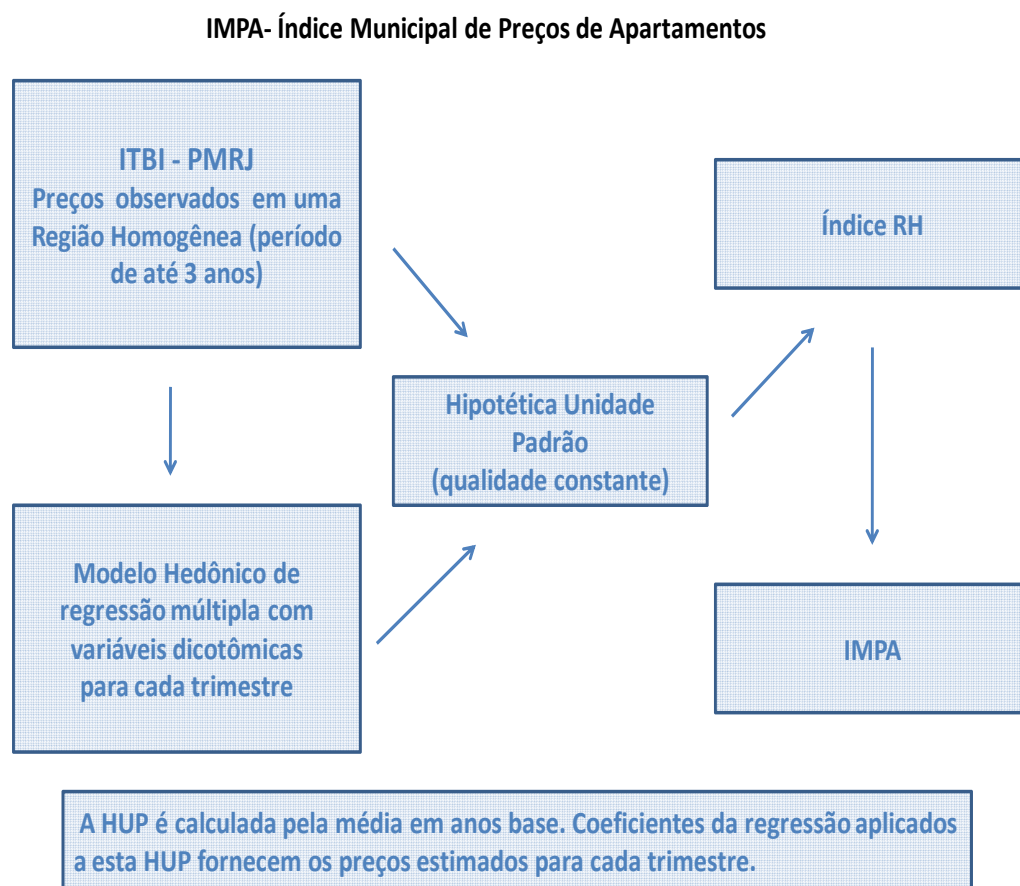 IMPA- Índice Municipal de Preços de Apartamentos
ITBI - PMRJ
Preços observados em uma
Região Homogênea (período
de até 3 anos)
Índice RH
Hipotética Unidade
Padrão
(qualidade constante)
Modelo Hedônico de
regressão múltipla com
variáveis dicotômicas
para cada trimestre
IMPA
A HUP é calculada pela média em anos base. Coeficientes da regressão aplicados
a esta HUP fornecem os preços estimados para cada trimestre.